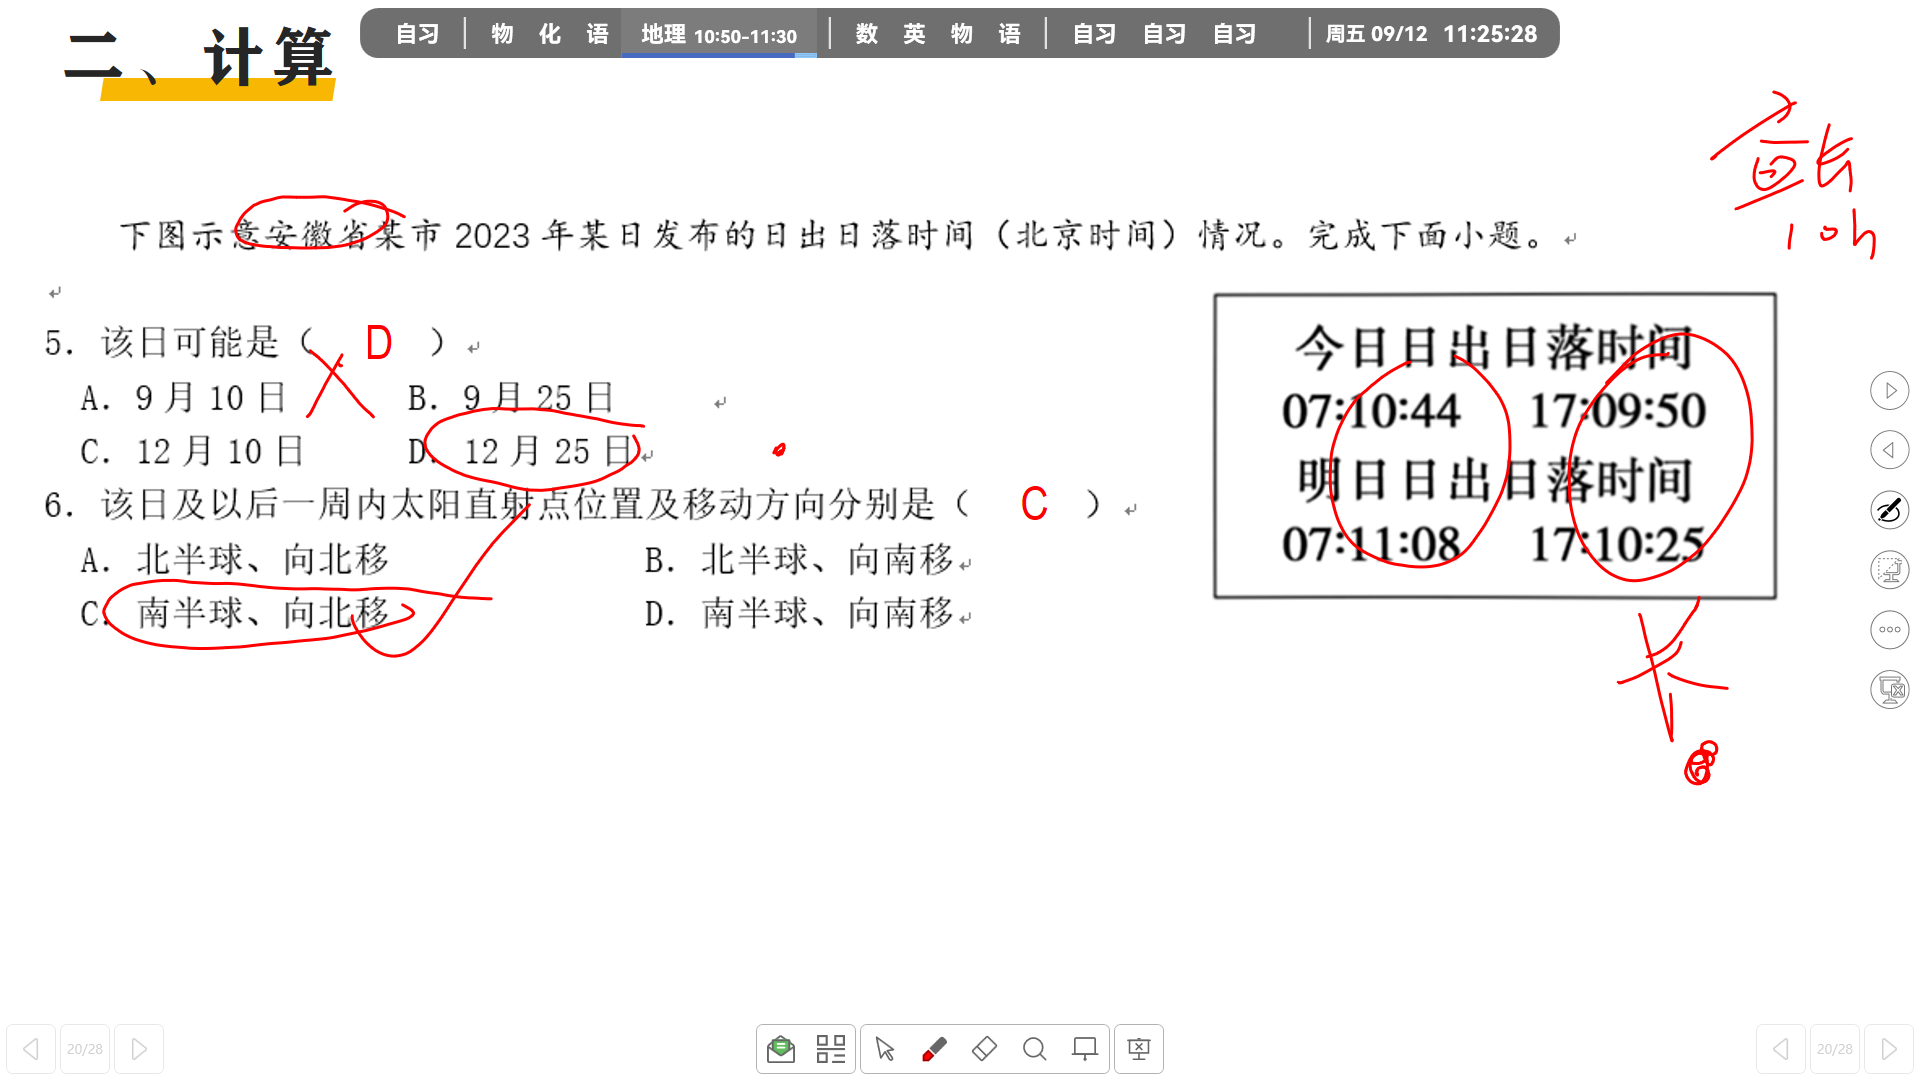 二、计算
自习 物 化 语 地理 10:50-11:30 数 英 物 语 自习 自习 自习 周五 09/12 11:25:28
昼长
10h
下图示意安徽省某市 2023 年某日发布的日出日落时间（北京时间）情况。完成下面小题。
5. 该日可能是（ D ）
A. 9 月 10 日 B. 9 月 25 日
C. 12 月 10 日 D. 12 月 25 日
6. 该日及以后一周内太阳直射点位置及移动方向分别是（ C ）
A. 北半球、向北移 B. 北半球、向南移
C. 南半球、向北移 D. 南半球、向南移
今日日出日落时间
07:10:44 17:09:50
明日日出日落时间
07:11:08 17:10:25
长
20/28
20/28